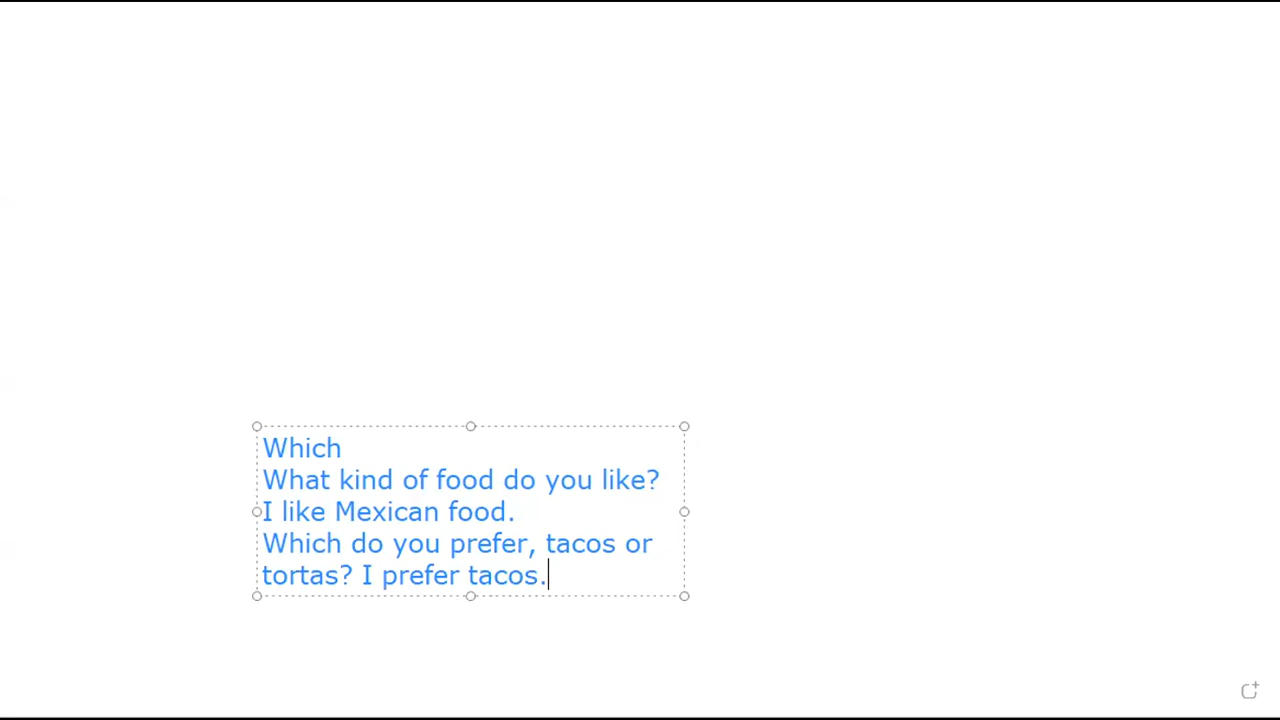 Which
What kind of food do you like?
I like Mexican food.
Which do you prefer, tacos or
tortas? I prefer tacos.